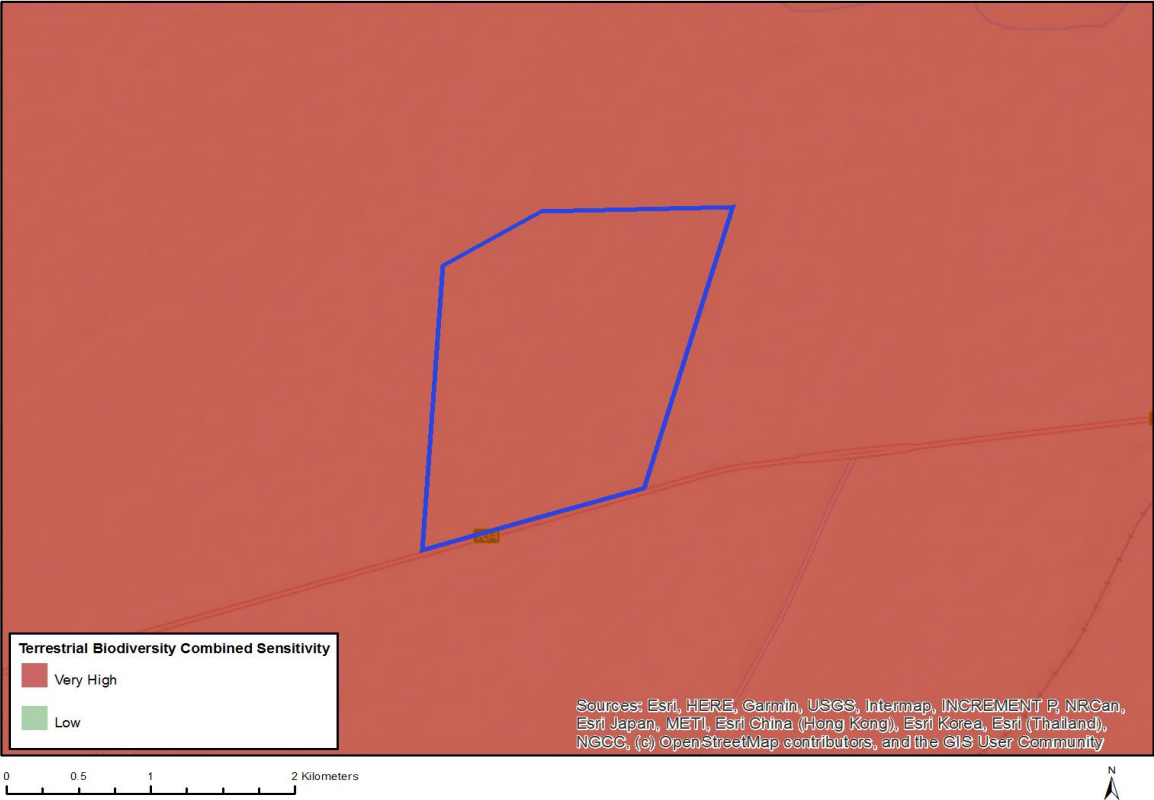 Terrestrial Biodiversity Combined Sensitivity
Very High
Low
Sources: Esri, HERE, Garmin, USGS, Intermap, INCREMENT P, NRCan,
Esri Japan, METI, Esri China (Hong Kong), Esri Korea, Esri (Thailand),
NGCC, (c) OpenStreetMap contributors, and the GIS User Community
0 0.5 1 2 Kilometers
N